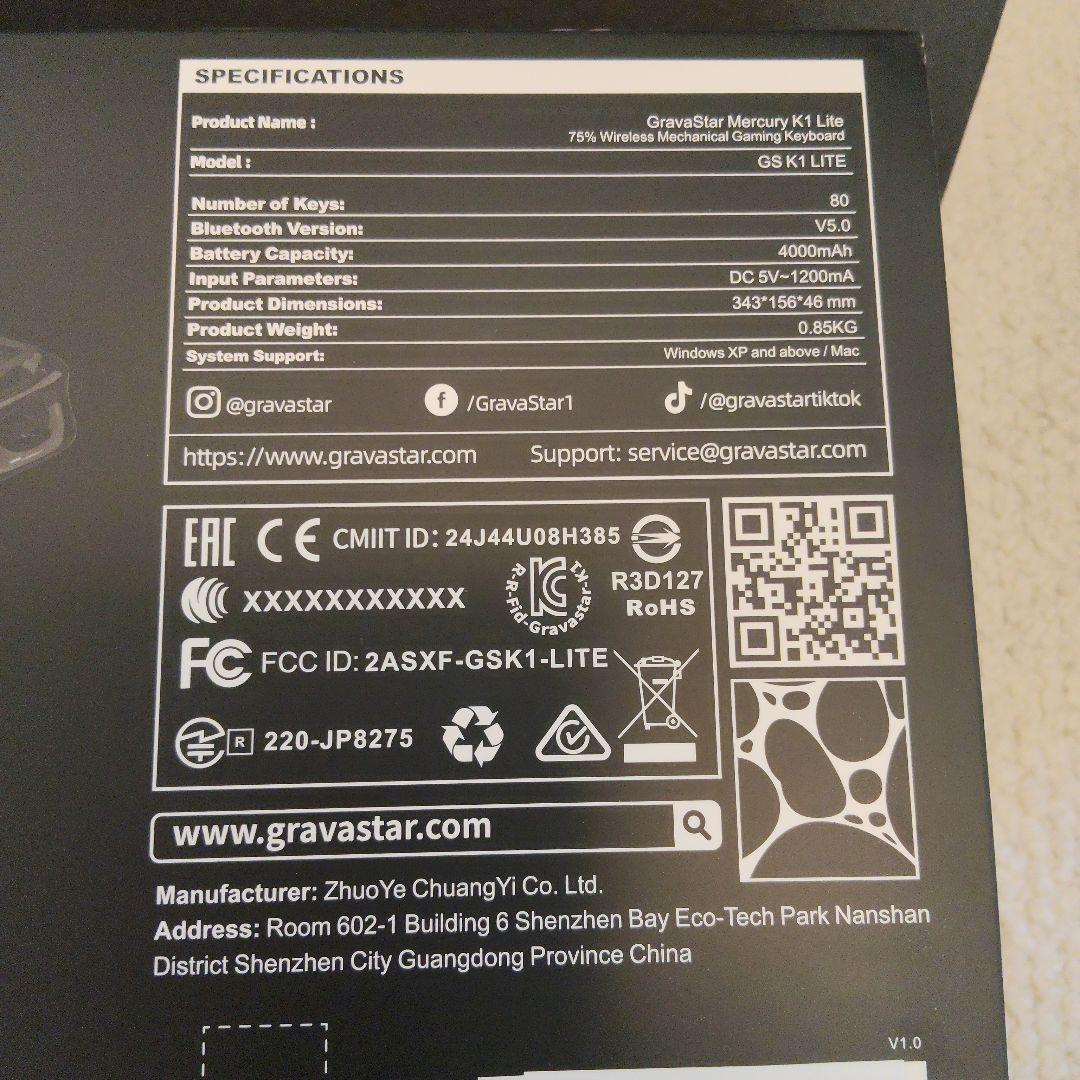 SPECIFICATIONS
Product Name : GravaStar Mercury K1 Lite
75% Wireless Mechanical Gaming Keyboard
Model : GS K1 LITE
Number of Keys: 80
Bluetooth Version: V5.0
Battery Capacity: 4000mAh
Input Parameters: DC 5V~1200mA
Product Dimensions: 343*156*46 mm
Product Weight: 0.85KG
System Support: Windows XP and above / Mac
@gravastar /GravaStar1 /@gravastartiktok
https://www.gravastar.com Support: service@gravastar.com
EAC CE CMIIT ID: 24J44U08H385
XXXXXXXXXXX R-R-Fid-Gravastar-K1 R3D127
RoHS
FC FCC ID: 2ASXF-GSK1-LITE
R 220-JP8275
www.gravastar.com
Manufacturer: ZhuoYe ChuangYi Co. Ltd.
Address: Room 602-1 Building 6 Shenzhen Bay Eco-Tech Park Nanshan
District Shenzhen City Guangdong Province China
V1.0